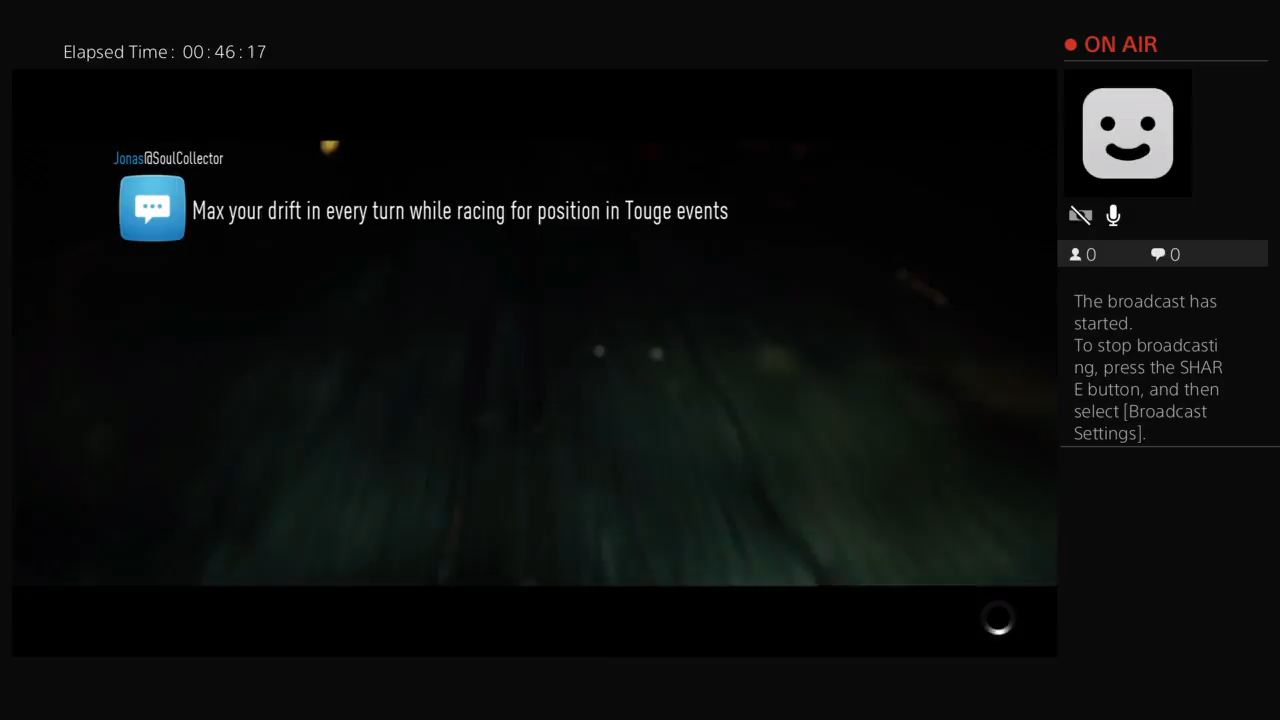 Elapsed Time: 00:46:17
ON AIR
Jonas@SoulCollector
Max your drift in every turn while racing for position in Touge events
0 0
The broadcast has
started.
To stop broadcasti
ng, press the SHAR
E button, and then
select [Broadcast
Settings].